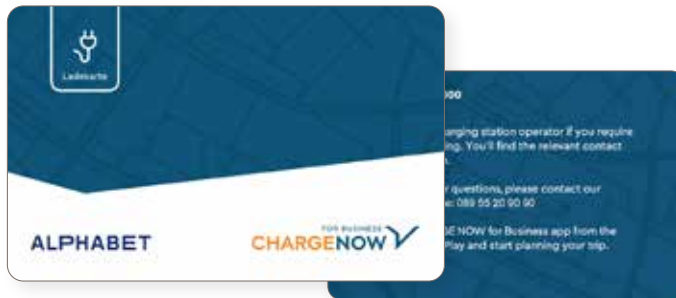 Ladekarte
ALPHABET
FOR BUSINESS
CHARGENOW
000
arging station operator if you require
ng. You'll find the relevant contact
r questions, please contact our
e: 089 55 20 90 90
GE NOW for Business app from the
Play and start planning your trip.